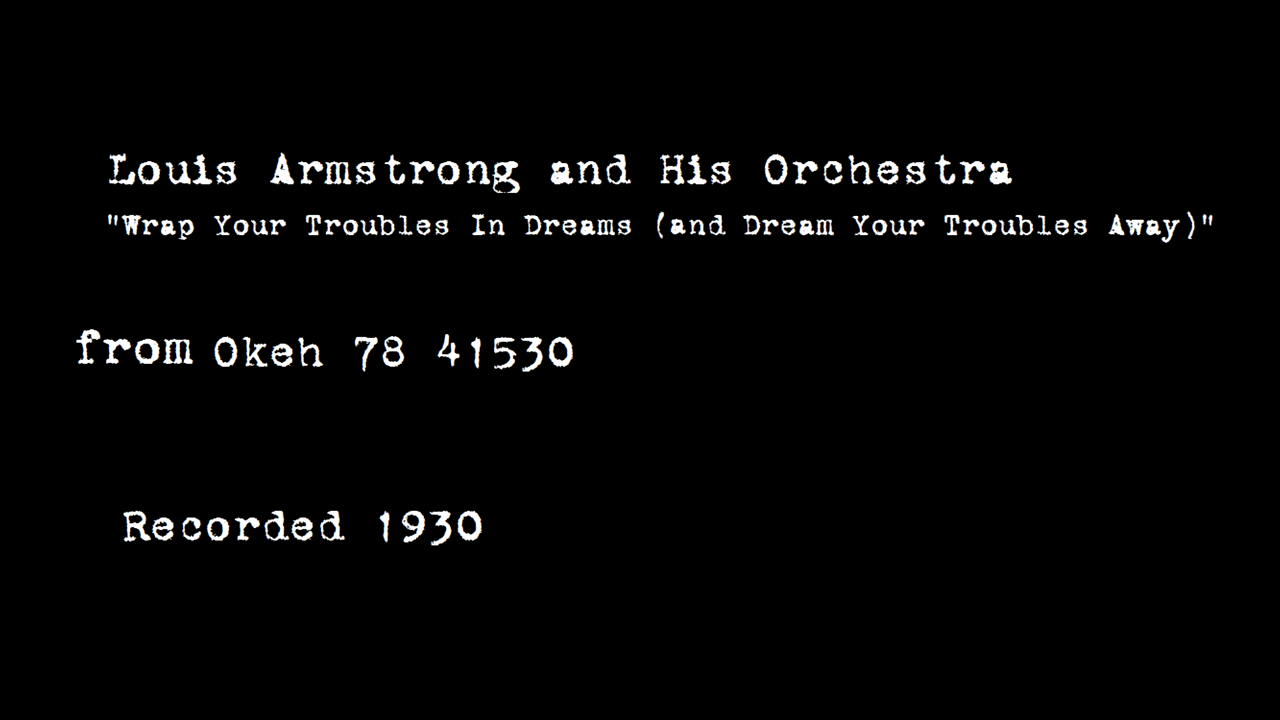 Louis Armstrong and His Orchestra
"Wrap Your Troubles In Dreams (and Dream Your Troubles Away)"
from Okeh 78 41530
Recorded 1930